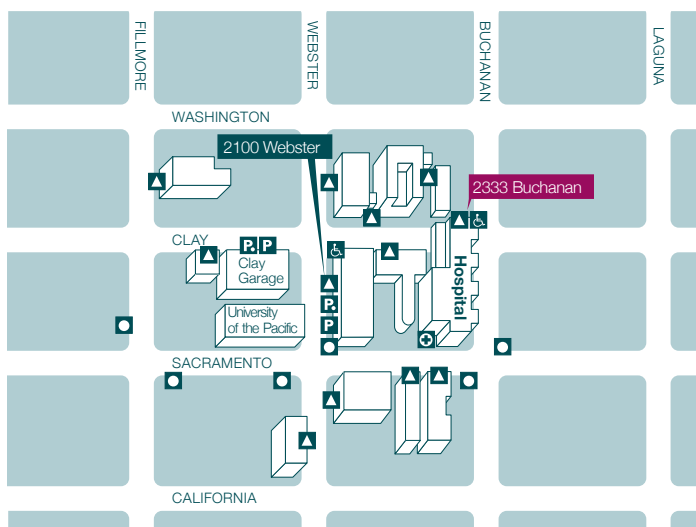 FILLMORE
WEBSTER
BUCHANAN
LAGUNA
WASHINGTON
2100 Webster
2333 Buchanan
CLAY
P. P
Clay
Garage
Hospital
P.
P
University
of the Pacific
SACRAMENTO
CALIFORNIA